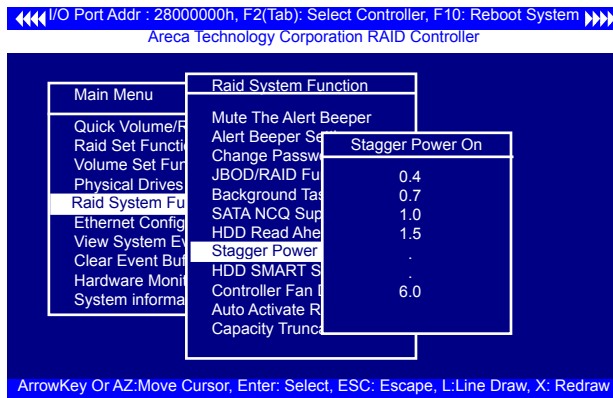 I/O Port Addr : 28000000h, F2(Tab): Select Controller, F10: Reboot System
Areca Technology Corporation RAID Controller
Main Menu
Quick Volume/R
Raid Set Functi
Volume Set Fun
Physical Drives
Raid System Fu
Ethernet Config
View System Ev
Clear Event Buf
Hardware Monit
System informa
Raid System Function
Mute The Alert Beeper
Alert Beeper Se
Change Passw
JBOD/RAID Fu
Background Tas
SATA NCQ Sup
HDD Read Ahe
Stagger Power
HDD SMART S
Controller Fan D
Auto Activate R
Capacity Trunca
Stagger Power On
0.4
0.7
1.0
1.5
.
.
6.0
ArrowKey Or AZ:Move Cursor, Enter: Select, ESC: Escape, L:Line Draw, X: Redraw